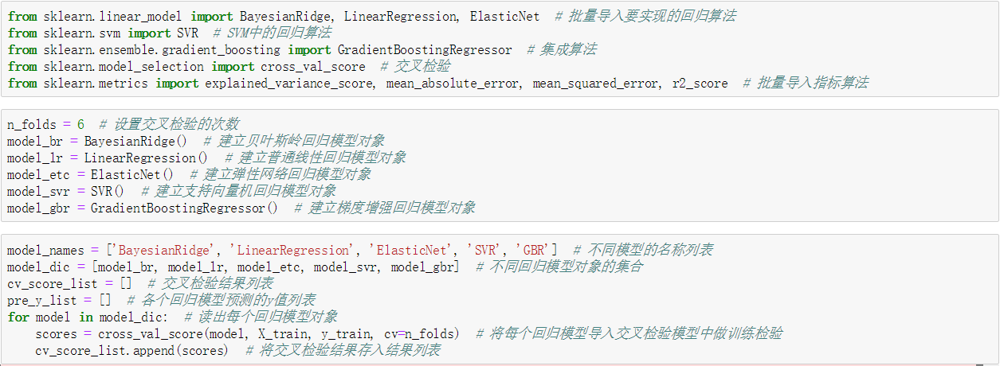 from sklearn.linear_model import BayesianRidge, LinearRegression, ElasticNet  # 批量导入要实现的回归算法
from sklearn.svm import SVR  # SVM中的回归算法
from sklearn.ensemble.gradient_boosting import GradientBoostingRegressor  # 集成算法
from sklearn.model_selection import cross_val_score  # 交叉检验
from sklearn.metrics import explained_variance_score, mean_absolute_error, mean_squared_error, r2_score  # 批量导入指标算法
n_folds = 6  # 设置交叉检验的次数
model_br = BayesianRidge()  # 建立贝叶斯岭回归模型对象
model_lr = LinearRegression()  # 建立普通线性回归模型对象
model_etc = ElasticNet()  # 建立弹性网络回归模型对象
model_svr = SVR()  # 建立支持向量机回归模型对象
model_gbr = GradientBoostingRegressor()  # 建立梯度增强回归模型对象
model_names = ['BayesianRidge', 'LinearRegression', 'ElasticNet', 'SVR', 'GBR']  # 不同模型的名称列表
model_dic = [model_br, model_lr, model_etc, model_svr, model_gbr]  # 不同回归模型对象的集合
cv_score_list = []  # 交叉检验结果列表
pre_y_list = []  # 各个回归模型预测的y值列表
for model in model_dic:  # 读出每个回归模型对象
    scores = cross_val_score(model, X_train, y_train, cv=n_folds)  # 将每个回归模型导入交叉检验模型中做训练检验
    cv_score_list.append(scores)  # 将交叉检验结果存入结果列表